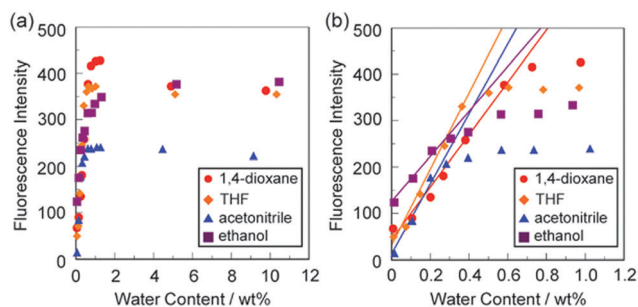 (a)
500
400
300
200
100
0
Fluorescence Intensity
1,4-dioxane
THF
acetonitrile
ethanol
0 2 4 6 8 10 12
Water Content / wt%
(b)
500
400
300
200
100
0
Fluorescence Intensity
1,4-dioxane
THF
acetonitrile
ethanol
0.0 0.2 0.4 0.6 0.8 1.0 1.2
Water Content / wt%